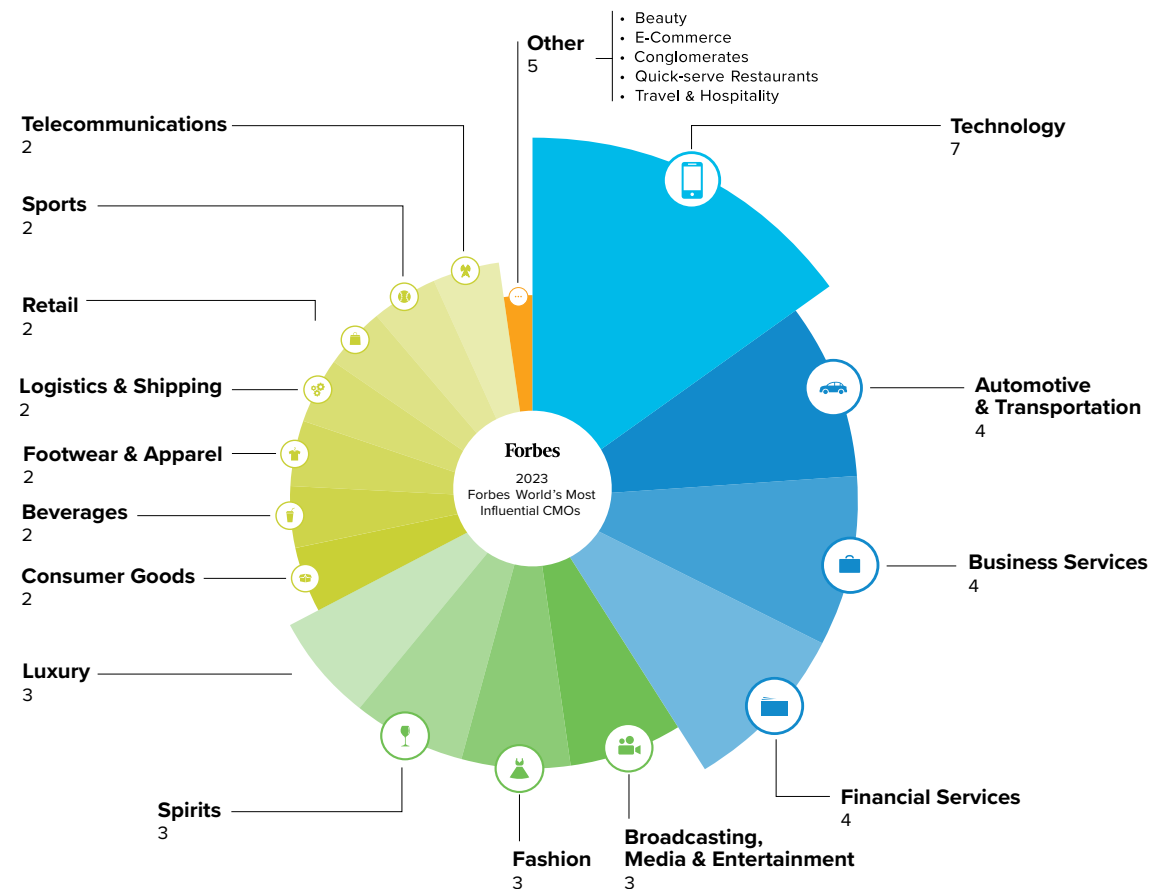 Other
5
• Beauty
• E-Commerce
• Conglomerates
• Quick-serve Restaurants
• Travel & Hospitality
Technology
7
Automotive
& Transportation
4
Business Services
4
Financial Services
4
Broadcasting,
Media & Entertainment
3
Fashion
3
Spirits
3
Luxury
3
Consumer Goods
2
Beverages
2
Footwear & Apparel
2
Logistics & Shipping
2
Retail
2
Sports
2
Telecommunications
2
Forbes
2023
Forbes World’s Most
Influential CMOs